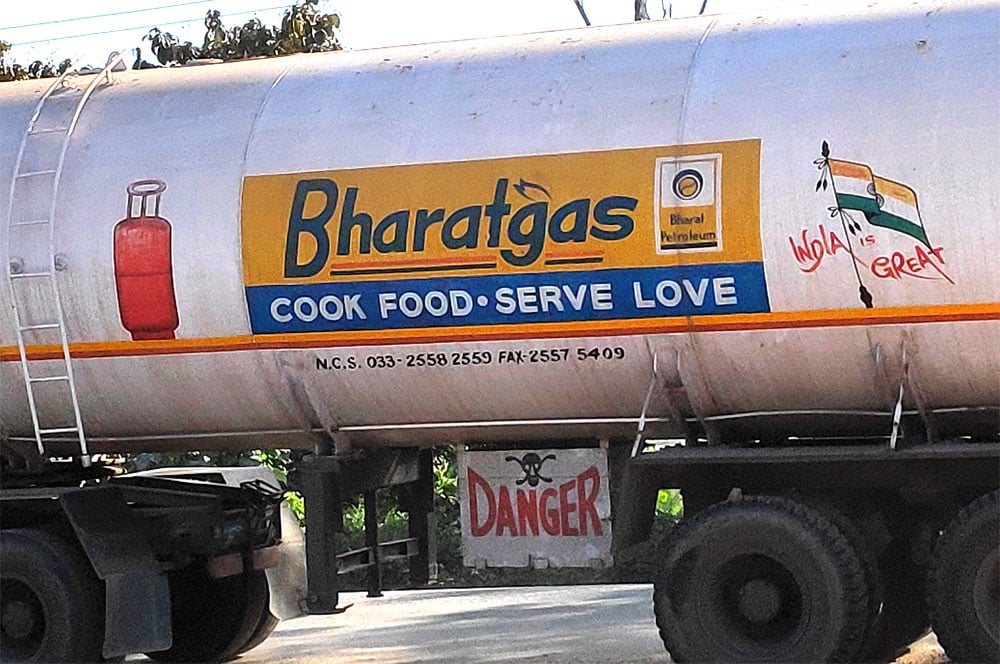 Bharatgas
Bharat
Petroleum
COOK FOOD • SERVE LOVE
INDIA IS
GREAT
N.C.S. 033-2558 2559 FAX-2557 5409
DANGER